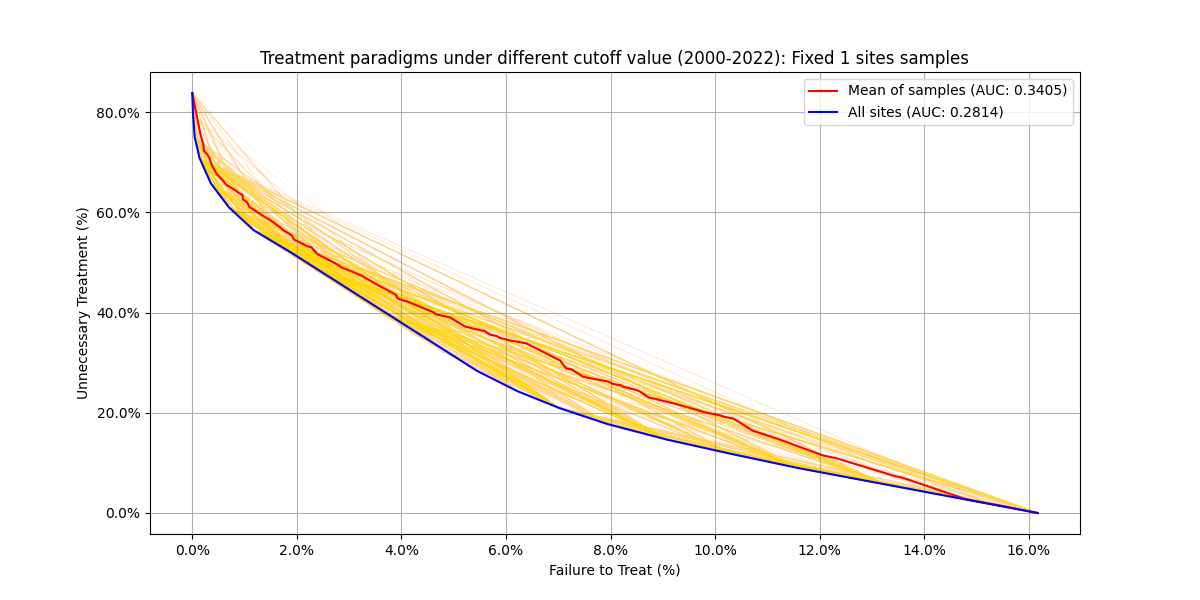 Treatment paradigms under different cutoff value (2000-2022): Fixed 1 sites samples
Mean of samples (AUC: 0.3405)
All sites (AUC: 0.2814)
Unnecessary Treatment (%)
80.0%
60.0%
40.0%
20.0%
0.0%
0.0% 2.0% 4.0% 6.0% 8.0% 10.0% 12.0% 14.0% 16.0%
Failure to Treat (%)